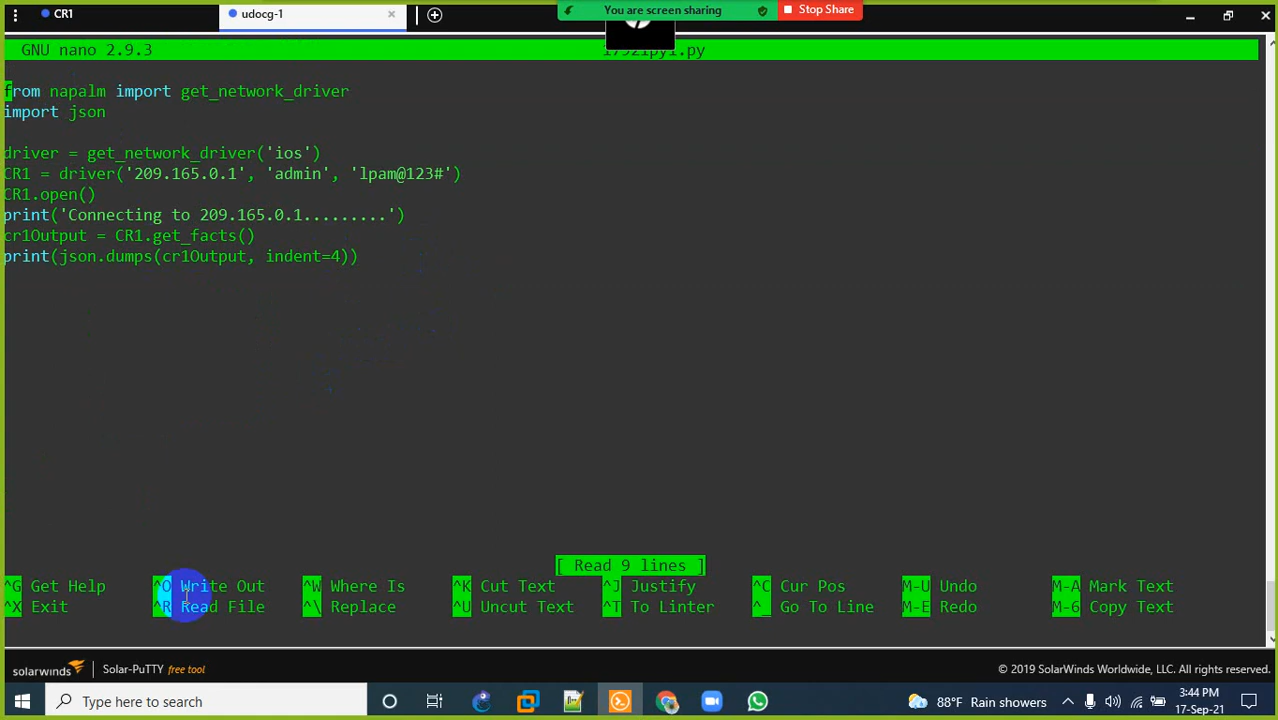 CR1
udocg-1
You are screen sharing
Stop Share
GNU nano 2.9.3
from napalm import get_network_driver
import json
driver = get_network_driver('ios')
CR1 = driver('209.165.0.1', 'admin', 'lpam@123#')
CR1.open()
print('Connecting to 209.165.0.1.........')
cr1Output = CR1.get_facts()
print(json.dumps(cr1Output, indent=4))
[ Read 9 lines ]
^G Get Help ^O Write Out ^W Where Is ^K Cut Text ^J Justify ^C Cur Pos M-U Undo M-A Mark Text
^X Exit ^R Read File ^\ Replace ^U Uncut Text ^T To Linter ^_ Go To Line M-E Redo M-6 Copy Text
solarwinds Solar-PuTTY free tool © 2019 SolarWinds Worldwide, LLC. All rights reserved.
Type here to search
88°F Rain showers
3:44 PM
17-Sep-21